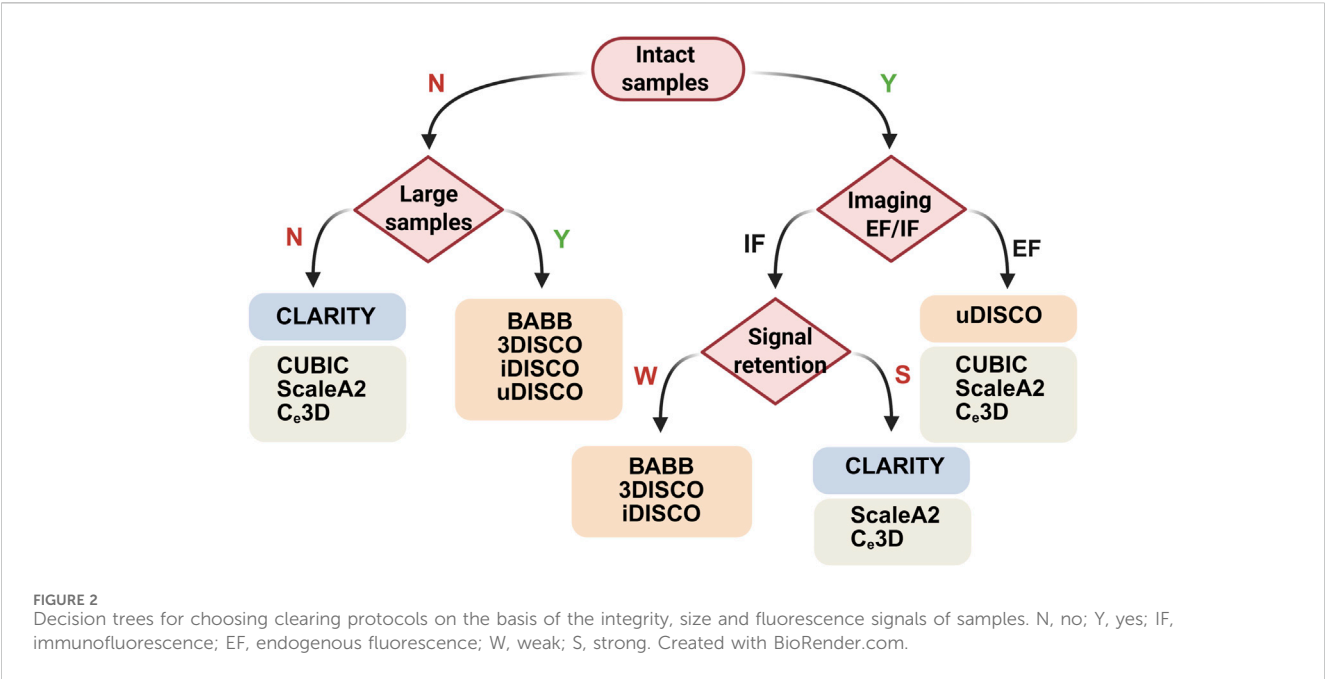 Intact
samples
N
Y
Large
samples
Imaging
EF/IF
N
Y
IF
EF
CLARITY
CUBIC
ScaleA2
Cₑ3D
BABB
3DISCO
iDISCO
uDISCO
Signal
retention
uDISCO
CUBIC
ScaleA2
Cₑ3D
W
S
BABB
3DISCO
iDISCO
CLARITY
ScaleA2
Cₑ3D
FIGURE 2
Decision trees for choosing clearing protocols on the basis of the integrity, size and fluorescence signals of samples. N, no; Y, yes; IF,
immunofluorescence; EF, endogenous fluorescence; W, weak; S, strong. Created with BioRender.com.